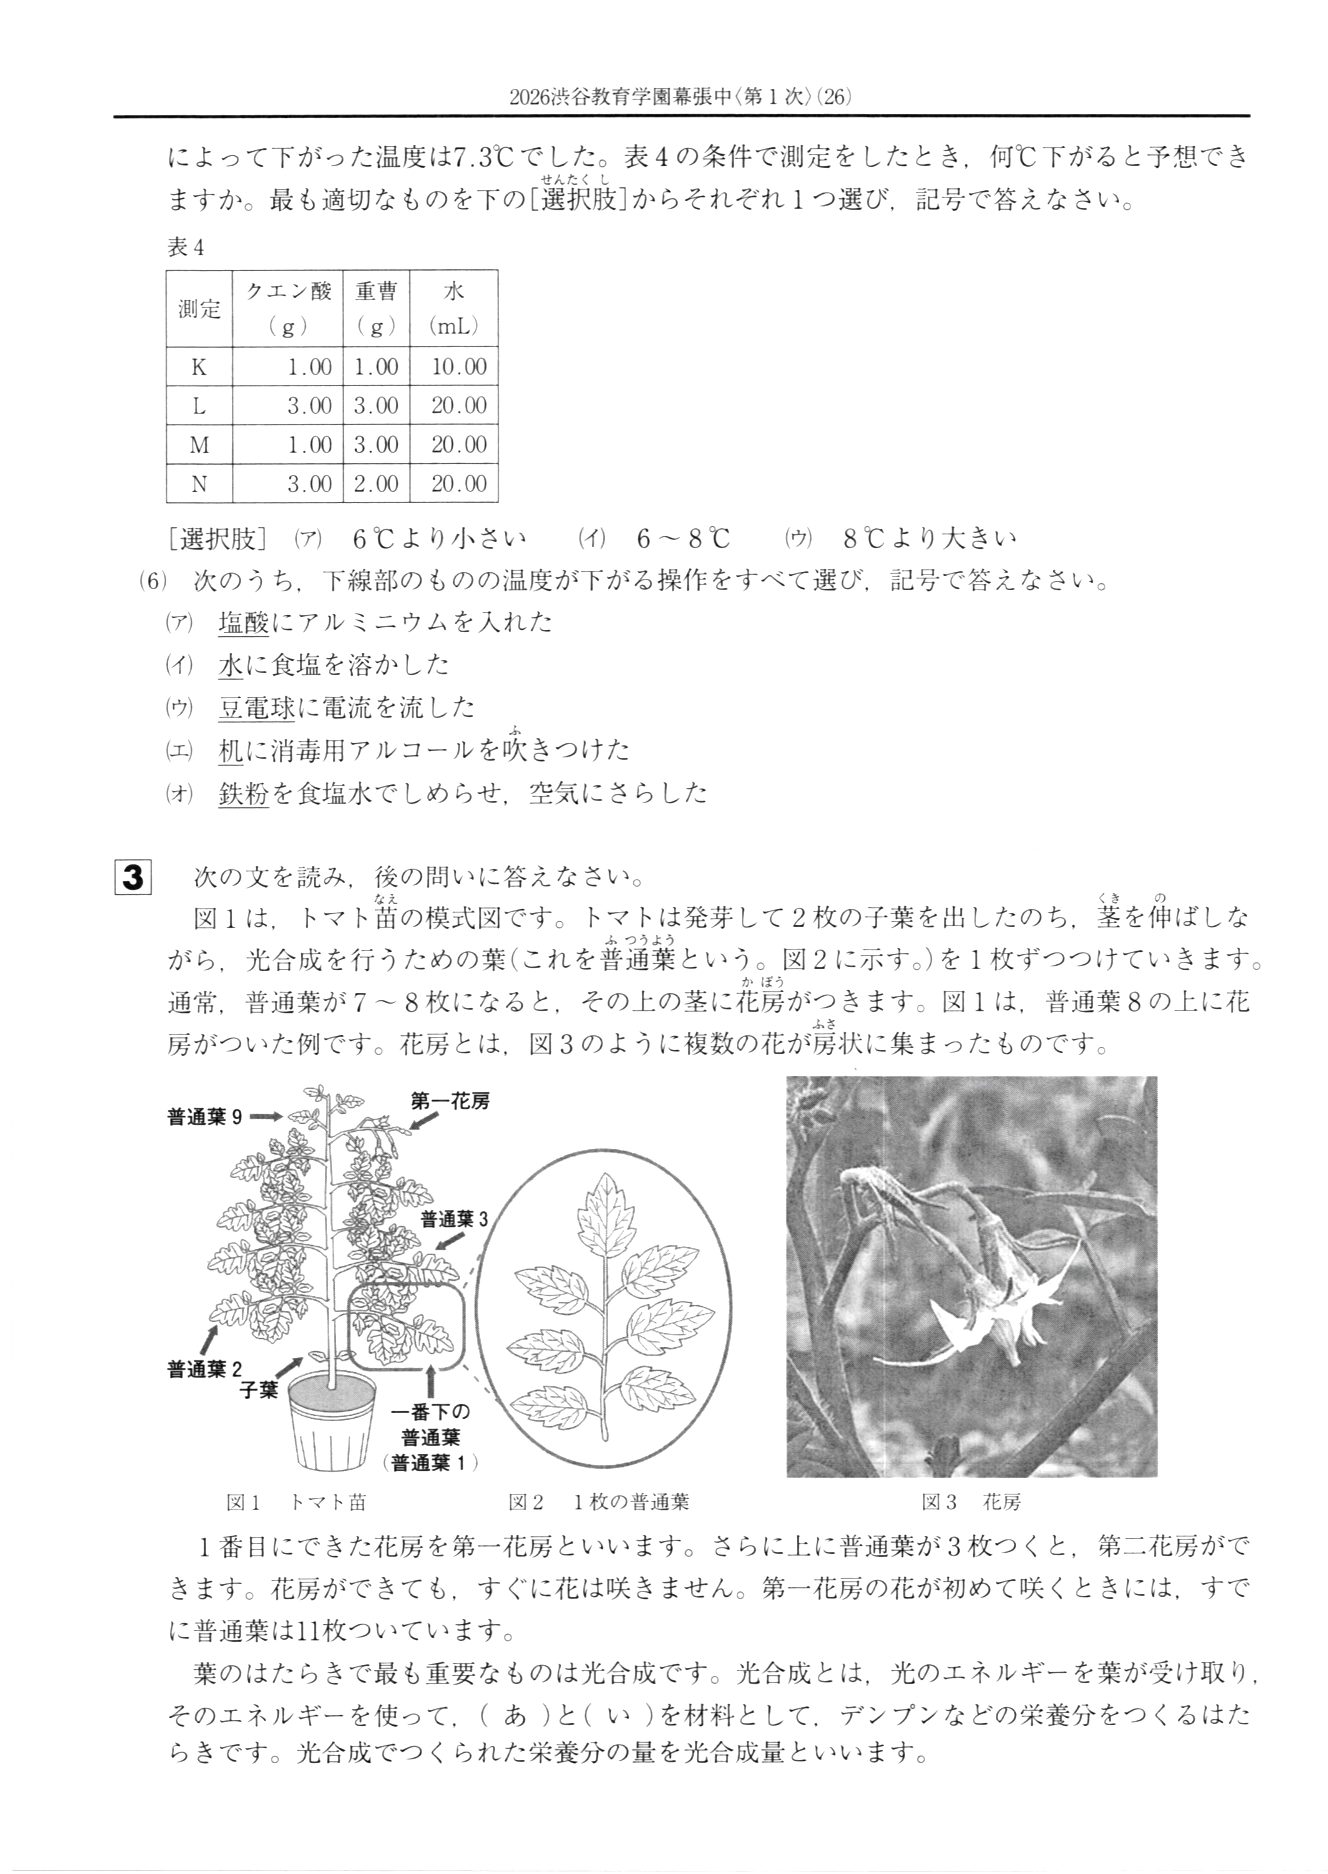 2026渋谷教育学園幕張中〈第1次〉(26)
によって下がった温度は7.3℃でした。表4の条件で測定をしたとき，何℃下がると予想でき
ますか。最も適切なものを下の[選択肢]からそれぞれ1つ選び，記号で答えなさい。
せんたくし
表4
測定 クエン酸(g) 重曹(g) 水(mL)
K 1.00 1.00 10.00
L 3.00 3.00 20.00
M 1.00 3.00 20.00
N 3.00 2.00 20.00
[選択肢] (ア) 6℃より小さい (イ) 6～8℃ (ウ) 8℃より大きい
(6) 次のうち，下線部のものの温度が下がる操作をすべて選び，記号で答えなさい。
(ア) 塩酸にアルミニウムを入れた
(イ) 水に食塩を溶かした
(ウ) 豆電球に電流を流した
ふ
(エ) 机に消毒用アルコールを吹きつけた
(オ) 鉄粉を食塩水でしめらせ，空気にさらした
3 次の文を読み，後の問いに答えなさい。
なえ くき の
図1は，トマト苗の模式図です。トマトは発芽して2枚の子葉を出したのち，茎を伸ばしな
ふつうよう
がら，光合成を行うための葉(これを普通葉という。図2に示す。)を1枚ずつつけていきます。
かぼう
通常，普通葉が7～8枚になると，その上の茎に花房がつきます。図1は，普通葉8の上に花
ふさ
房がついた例です。花房とは，図3のように複数の花が房状に集まったものです。
普通葉9
第一花房
普通葉3
普通葉2
子葉
一番下の
普通葉
(普通葉1)
図1 トマト苗
図2 1枚の普通葉
図3 花房
1番目にできた花房を第一花房といいます。さらに上に普通葉が3枚つくと，第二花房がで
きます。花房ができても，すぐに花は咲きません。第一花房の花が初めて咲くときには，すで
に普通葉は11枚ついています。
葉のはたらきで最も重要なものは光合成です。光合成とは，光のエネルギーを葉が受け取り，
そのエネルギーを使って，( あ )と( い )を材料として，デンプンなどの栄養分をつくるはた
らきです。光合成でつくられた栄養分の量を光合成量といいます。